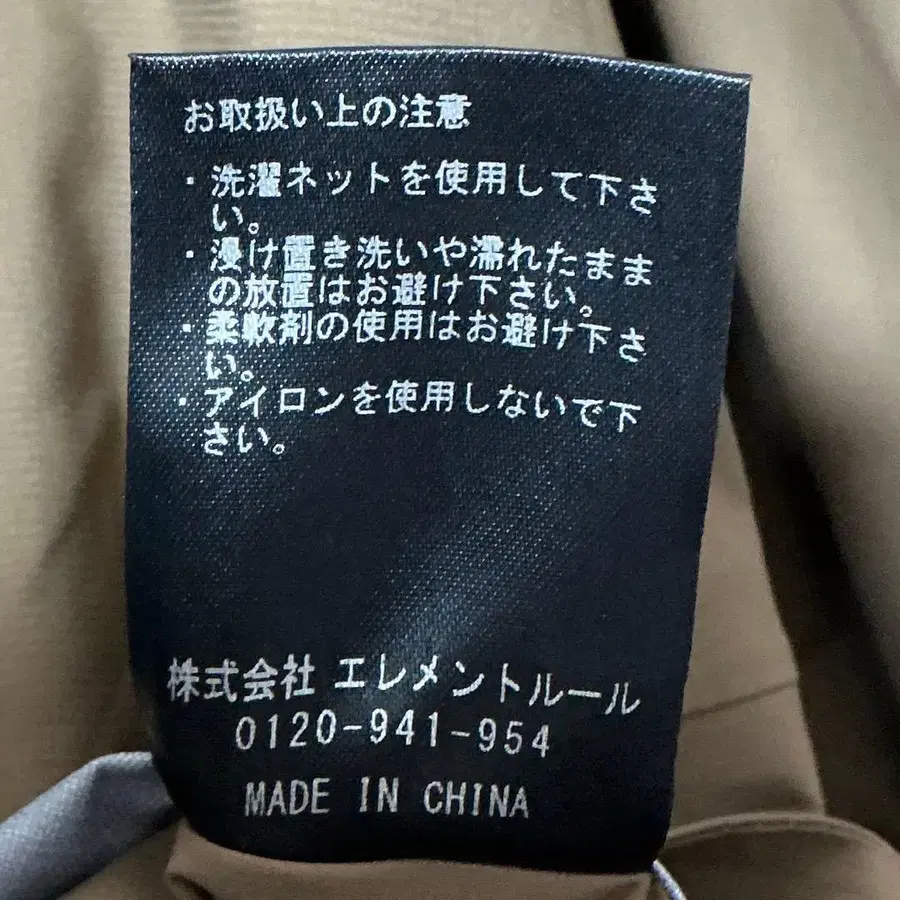 お取扱い上の注意
・洗濯ネットを使用して下さ
い。
・浸け置き洗いや濡れたまま
の放置はお避け下さい。
・柔軟剤の使用はお避け下さ
い。
・アイロンを使用しないで下
さい。
株式会社 エレメントルール
0120-941-954
MADE IN CHINA